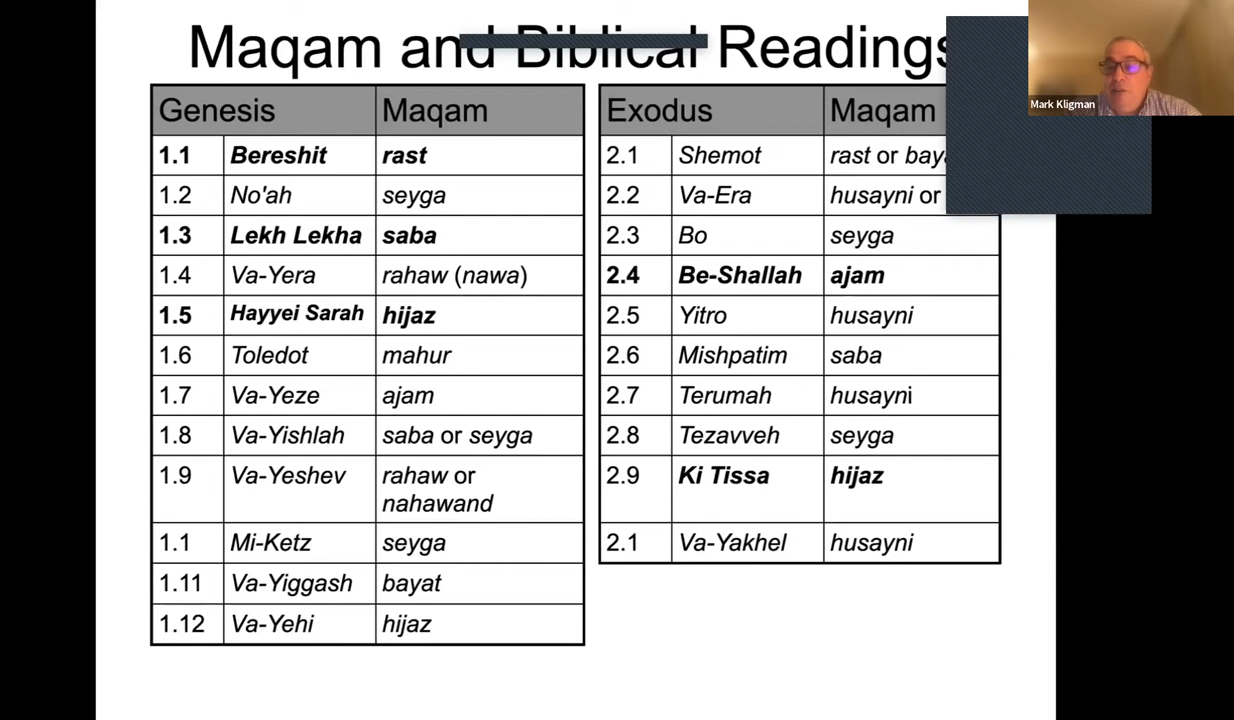 Maqam and Biblical Readings
Genesis Maqam
1.1 Bereshit rast
1.2 No'ah seyga
1.3 Lekh Lekha saba
1.4 Va-Yera rahaw (nawa)
1.5 Hayyei Sarah hijaz
1.6 Toledot mahur
1.7 Va-Yeze ajam
1.8 Va-Yishlah saba or seyga
1.9 Va-Yeshev rahaw or
nahawand
1.1 Mi-Ketz seyga
1.11 Va-Yiggash bayat
1.12 Va-Yehi hijaz
Exodus Maqam
2.1 Shemot rast or
2.2 Va-Era husayni or
2.3 Bo seyga
2.4 Be-Shallah ajam
2.5 Yitro husayni
2.6 Mishpatim saba
2.7 Terumah husayni
2.8 Tezavveh seyga
2.9 Ki Tissa hijaz
2.1 Va-Yakhel husayni
Mark Kligman